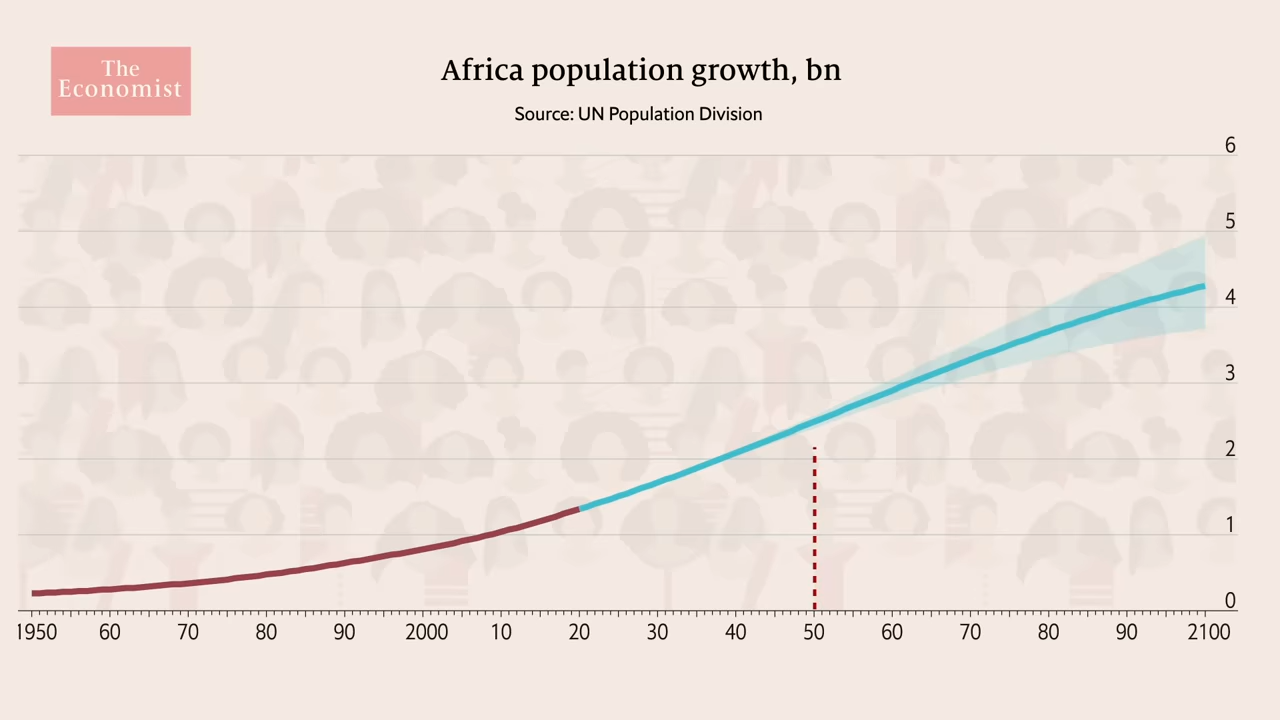 The
Economist
Africa population growth, bn
Source: UN Population Division
6
5
4
3
2
1
0
1950 60 70 80 90 2000 10 20 30 40 50 60 70 80 90 2100